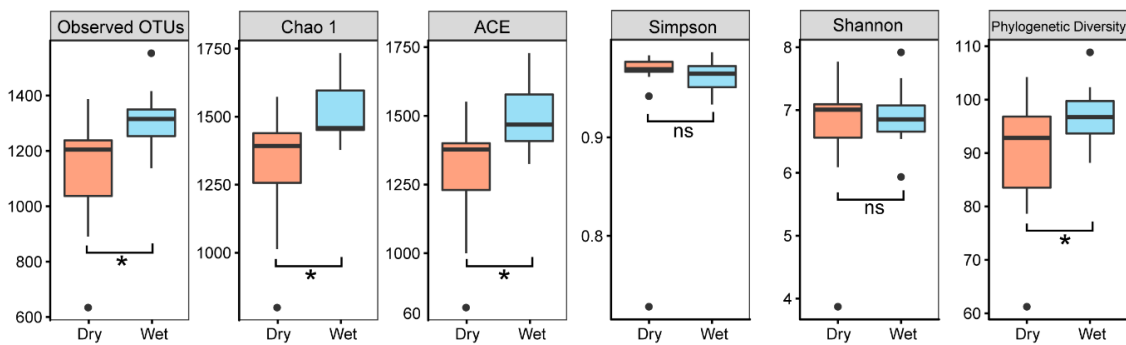 Observed OTUs
1400
1200
1000
800
600
*
Dry Wet
Chao 1
1750
1500
1250
1000
*
Dry Wet
ACE
1750
1500
1250
1000
60
*
Dry Wet
Simpson
0.9
0.8
ns
Dry Wet
Shannon
8
7
6
5
4
ns
Dry Wet
Phylogenetic Diversity
110
100
90
80
70
60
*
Dry Wet